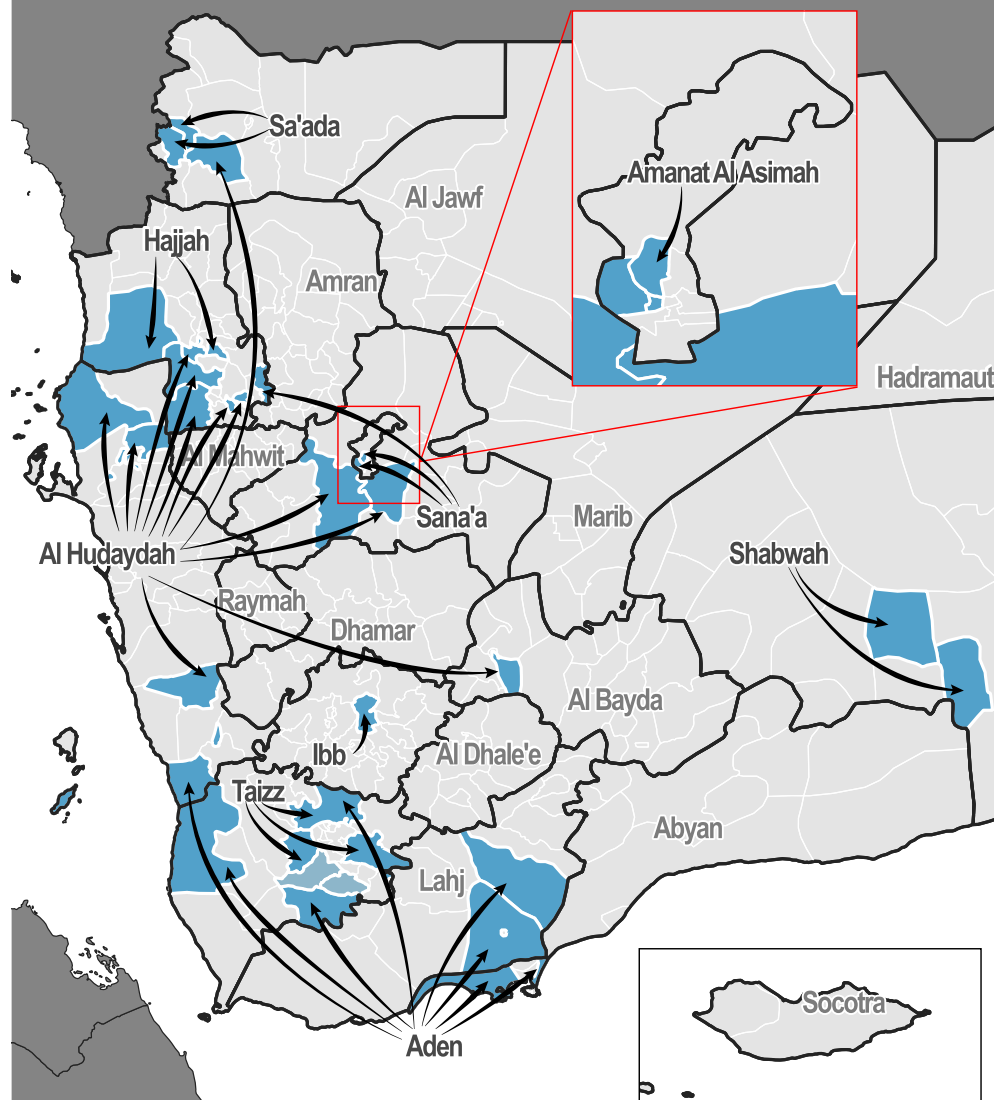 Sa'ada
Amanat Al Asimah
Al Jawf
Hajjah
Amran
Hadramaut
Al Mahwit
Sana'a
Marib
Al Hudaydah
Shabwah
Raymah
Dhamar
Al Bayda
Ibb
Al Dhale'e
Taizz
Abyan
Lahj
Socotra
Aden